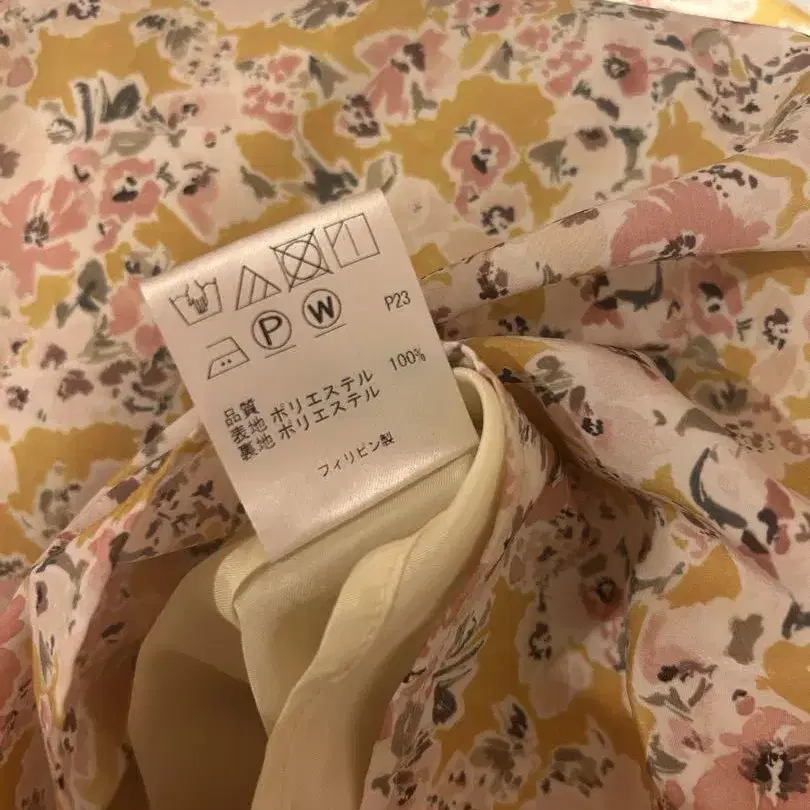 P W P23
品質
表地 ポリエステル 100%
裏地 ポリエステル
フィリピン製